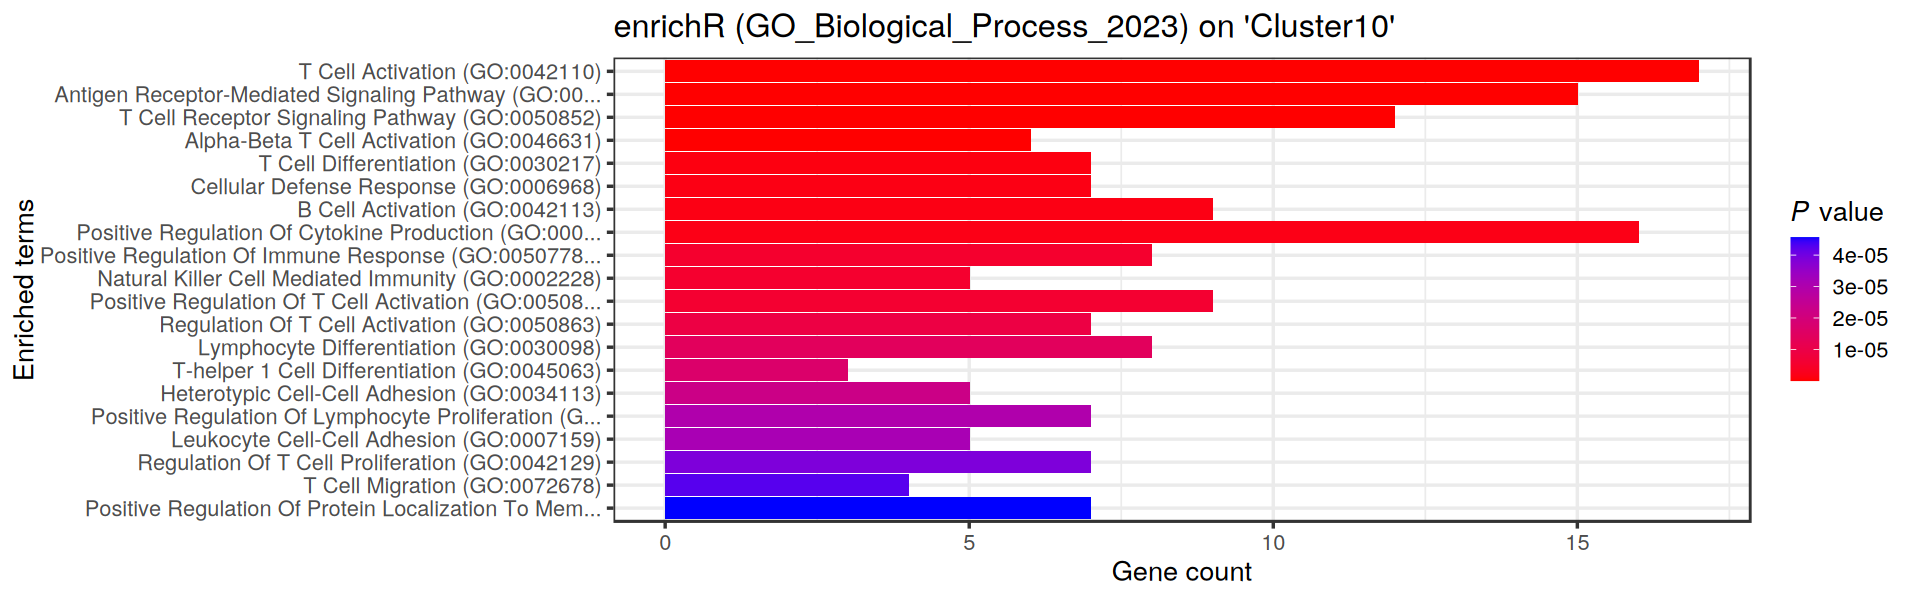 enrichR (GO_Biological_Process_2023) on 'Cluster10'
Enriched terms
T Cell Activation (GO:0042110)
Antigen Receptor-Mediated Signaling Pathway (GO:00...
T Cell Receptor Signaling Pathway (GO:0050852)
Alpha-Beta T Cell Activation (GO:0046631)
T Cell Differentiation (GO:0030217)
Cellular Defense Response (GO:0006968)
B Cell Activation (GO:0042113)
Positive Regulation Of Cytokine Production (GO:000...
Positive Regulation Of Immune Response (GO:0050778...
Natural Killer Cell Mediated Immunity (GO:0002228)
Positive Regulation Of T Cell Activation (GO:00508...
Regulation Of T Cell Activation (GO:0050863)
Lymphocyte Differentiation (GO:0030098)
T-helper 1 Cell Differentiation (GO:0045063)
Heterotypic Cell-Cell Adhesion (GO:0034113)
Positive Regulation Of Lymphocyte Proliferation (G...
Leukocyte Cell-Cell Adhesion (GO:0007159)
Regulation Of T Cell Proliferation (GO:0042129)
T Cell Migration (GO:0072678)
Positive Regulation Of Protein Localization To Mem...
0 5 10 15
Gene count
P value
4e-05
3e-05
2e-05
1e-05